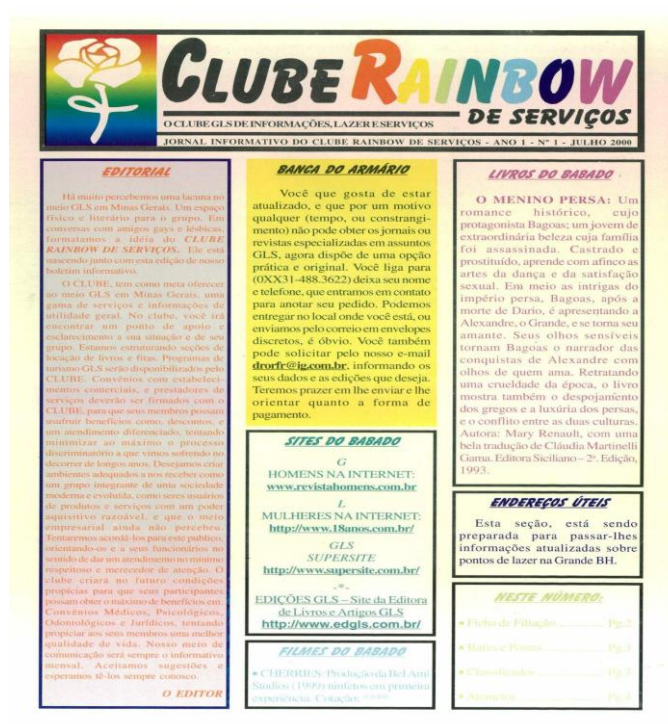 CLUBE RAINBOW
DE SERVIÇOS
O CLUBE GLS DE INFORMAÇÕES, LAZER E SERVIÇOS
JORNAL INFORMATIVO DO CLUBE RAINBOW DE SERVIÇOS - ANO 1 - Nº 1 - JULHO 2000
EDITORIAL
Há muito percebemos uma lacuna no
meio GLS em Minas Gerais. Um espaço
físico e literário para o grupo. Em
conversas com amigos gays e lésbicas,
formatamos a idéia do CLUBE
RAINBOW DE SERVIÇOS. Ele está
nascendo junto com esta edição de nosso
boletim informativo.
O CLUBE, tem como meta oferecer
ao meio GLS em Minas Gerais, uma
gama de serviços e informações de
utilidade geral. No clube, você irá
encontrar um ponto de apoio e
esclarecimento a sua situação e de seu
grupo. Estamos estruturando seções de
locação de livros e fitas. Programas de
turismo GLS serão disponibilizados pelo
CLUBE. Convênios com estabeleci-
mentos comerciais, e prestadores de
serviços deverão ser firmados com o
CLUBE, para que seus membros possam
usufruir benefícios como, descontos, e
um atendimento diferenciado, tentando
minimizar ao máximo o processo
discriminatório a que vimos sofrendo no
decorrer de longos anos. Desejamos criar
ambientes adequados a nos receber como
um grupo integrante de uma sociedade
moderna e evoluída, como seres usuários
de produtos e serviços com um poder
aquisitivo razoável, e que o meio
empresarial ainda não percebeu.
Tentaremos acordá-los para este público,
orientando-os e a seus funcionários no
sentido de dar um atendimento no mínimo
respeitoso e merecedor de atenção. O
clube criará no futuro condições
propícias para que seus participantes
possam obter o máximo de benefícios em:
Convênios Médicos, Psicológicos,
Odontológicos e Jurídicos, tentando
propiciar aos seus membros uma melhor
qualidade de vida. Nosso meio de
comunicação será sempre o informativo
mensal. Aceitamos sugestões e
esperamos tê-los sempre conosco.
O EDITOR
BANCA DO ARMÁRIO
Você que gosta de estar
atualizado, e que por um motivo
qualquer (tempo, ou constrangi-
mento) não pode obter os jornais ou
revistas especializadas em assuntos
GLS, agora dispõe de uma opção
prática e original. Você liga para
(0XX31-488.3622) deixa seu nome
e telefone, que entramos em contato
para anotar seu pedido. Podemos
entregar no local onde você está, ou
enviamos pelo correio em envelopes
discretos, é óbvio. Você também
pode solicitar pelo nosso e-mail
drorfr@ig.com.br, informando os
seus dados e as edições que deseja.
Teremos prazer em lhe enviar e lhe
orientar quanto a forma de
pagamento.
SITES DO BABADO
G
HOMENS NA INTERNET:
www.revistahomens.com.br
L
MULHERES NA INTERNET:
http://www.18anos.com.br/
GLS
SUPERSITE
http://www.supersite.com.br/
-*-
EDIÇÕES GLS – Site da Editora
de Livros e Artigos GLS
http://www.edgls.com.br/
FILMES DO BABADO
• CHERRIES: Produção da Bel Ami
Studios (1999) ninfetos em primeira
experiência. Cotação: ****
LIVROS DO BABADO
O MENINO PERSA: Um
romance histórico, cujo
protagonista Bagoas; um jovem de
extraordinária beleza cuja família
foi assassinada. Castrado e
prostituído, aprende com afinco as
artes da dança e da satisfação
sexual. Em meio as intrigas do
império persa, Bagoas, após a
morte de Dario, é apresentando a
Alexandre, o Grande, e se torna seu
amante. Seus olhos sensíveis
tornam Bagoas o narrador das
conquistas de Alexandre com
olhos de quem ama. Retratando
uma crueldade da época, o livro
mostra também o despojamento
dos gregos e a luxúria dos persas,
e o conflito entre as duas culturas.
Autora: Mary Renault, com uma
bela tradução de Cláudia Martinelli
Gama. Editora Siciliano – 2ª. Edição,
1993.
ENDEREÇOS ÚTEIS
Esta seção, está sendo
preparada para passar-lhes
informações atualizadas sobre
pontos de lazer na Grande BH.
NESTE NÚMERO:
• Ficha de Filiação ............ Pg.2
• Bares e Points ............ Pg.3
• Classificados ............ Pg.3
• Anúncios ............ Pg.4